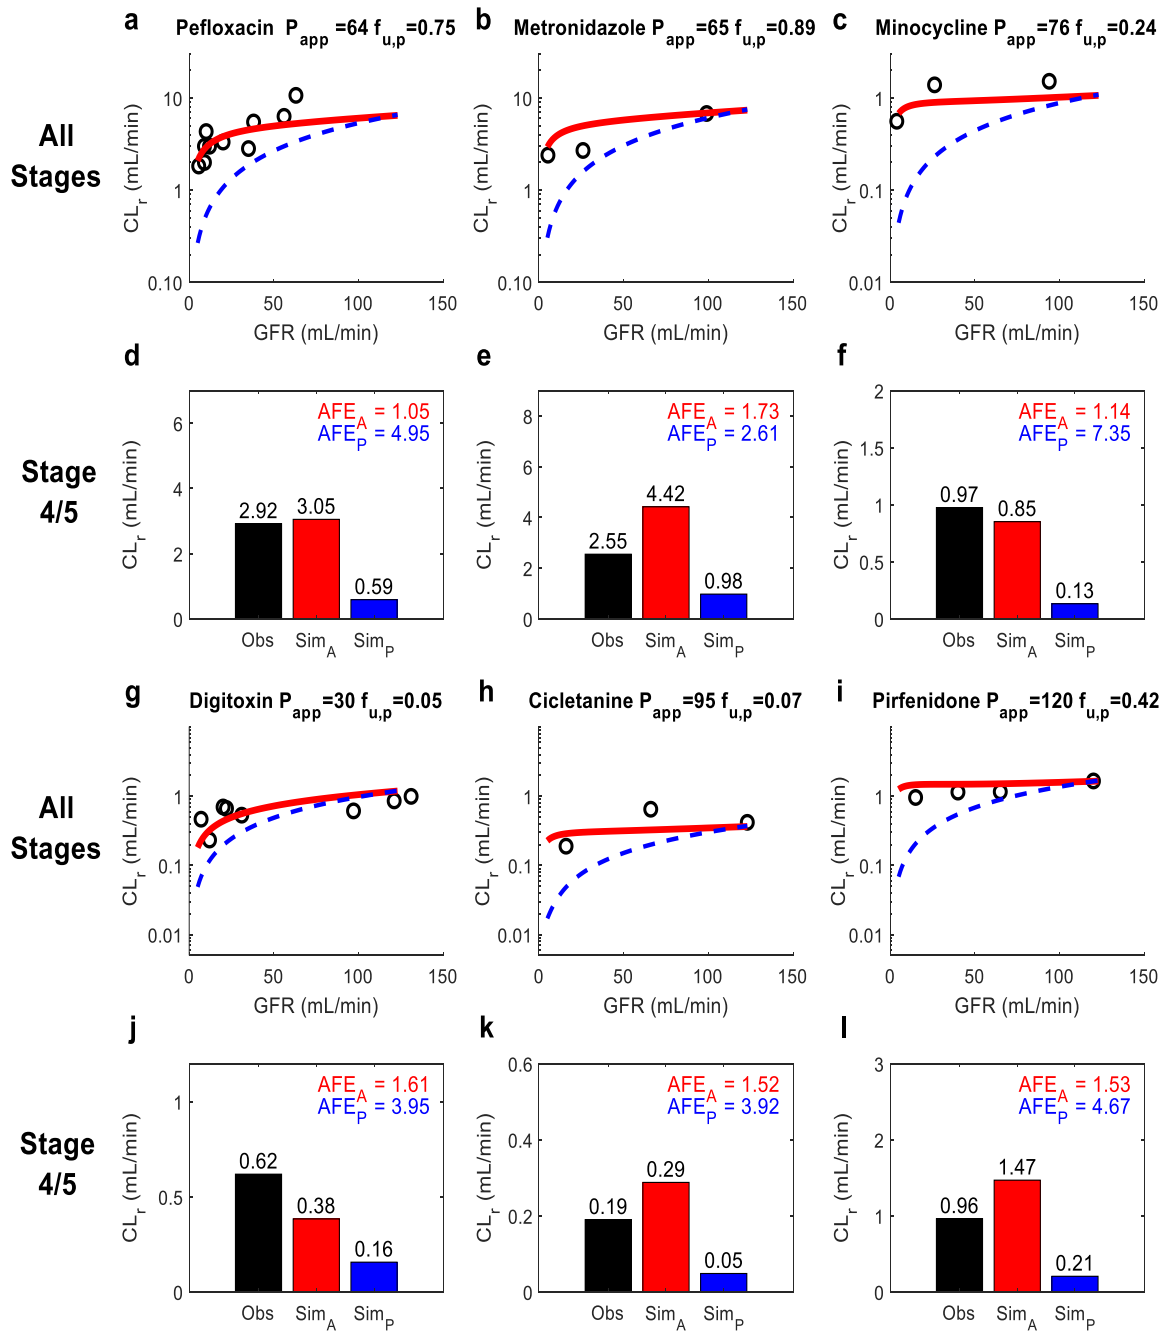 a Pefloxacin P_app=64 f_u,p=0.75
b Metronidazole P_app=65 f_u,p=0.89
c Minocycline P_app=76 f_u,p=0.24
All
Stages
CL_r (mL/min)
10
1
0.10
0 50 100 150
GFR (mL/min)
CL_r (mL/min)
10
1
0.10
0 50 100 150
GFR (mL/min)
CL_r (mL/min)
1
0.1
0.01
0 50 100 150
GFR (mL/min)
Stage
4/5
d
CL_r (mL/min)
6
4
2
0
AFE_A = 1.05
AFE_P = 4.95
2.92
3.05
0.59
Obs Sim_A Sim_P
e
CL_r (mL/min)
8
6
4
2
0
AFE_A = 1.73
AFE_P = 2.61
2.55
4.42
0.98
Obs Sim_A Sim_P
f
CL_r (mL/min)
2
1.5
1
0.5
0
AFE_A = 1.14
AFE_P = 7.35
0.97
0.85
0.13
Obs Sim_A Sim_P
g Digitoxin P_app=30 f_u,p=0.05
h Cicletanine P_app=95 f_u,p=0.07
i Pirfenidone P_app=120 f_u,p=0.42
All
Stages
CL_r (mL/min)
1
0.1
0.01
0 50 100 150
GFR (mL/min)
CL_r (mL/min)
1
0.1
0.01
0 50 100 150
GFR (mL/min)
CL_r (mL/min)
1
0.1
0.01
0 50 100 150
GFR (mL/min)
Stage
4/5
j
CL_r (mL/min)
1
0.5
0
AFE_A = 1.61
AFE_P = 3.95
0.62
0.38
0.16
Obs Sim_A Sim_P
k
CL_r (mL/min)
0.6
0.4
0.2
0
AFE_A = 1.52
AFE_P = 3.92
0.19
0.29
0.05
Obs Sim_A Sim_P
l
CL_r (mL/min)
3
2
1
0
AFE_A = 1.53
AFE_P = 4.67
0.96
1.47
0.21
Obs Sim_A Sim_P